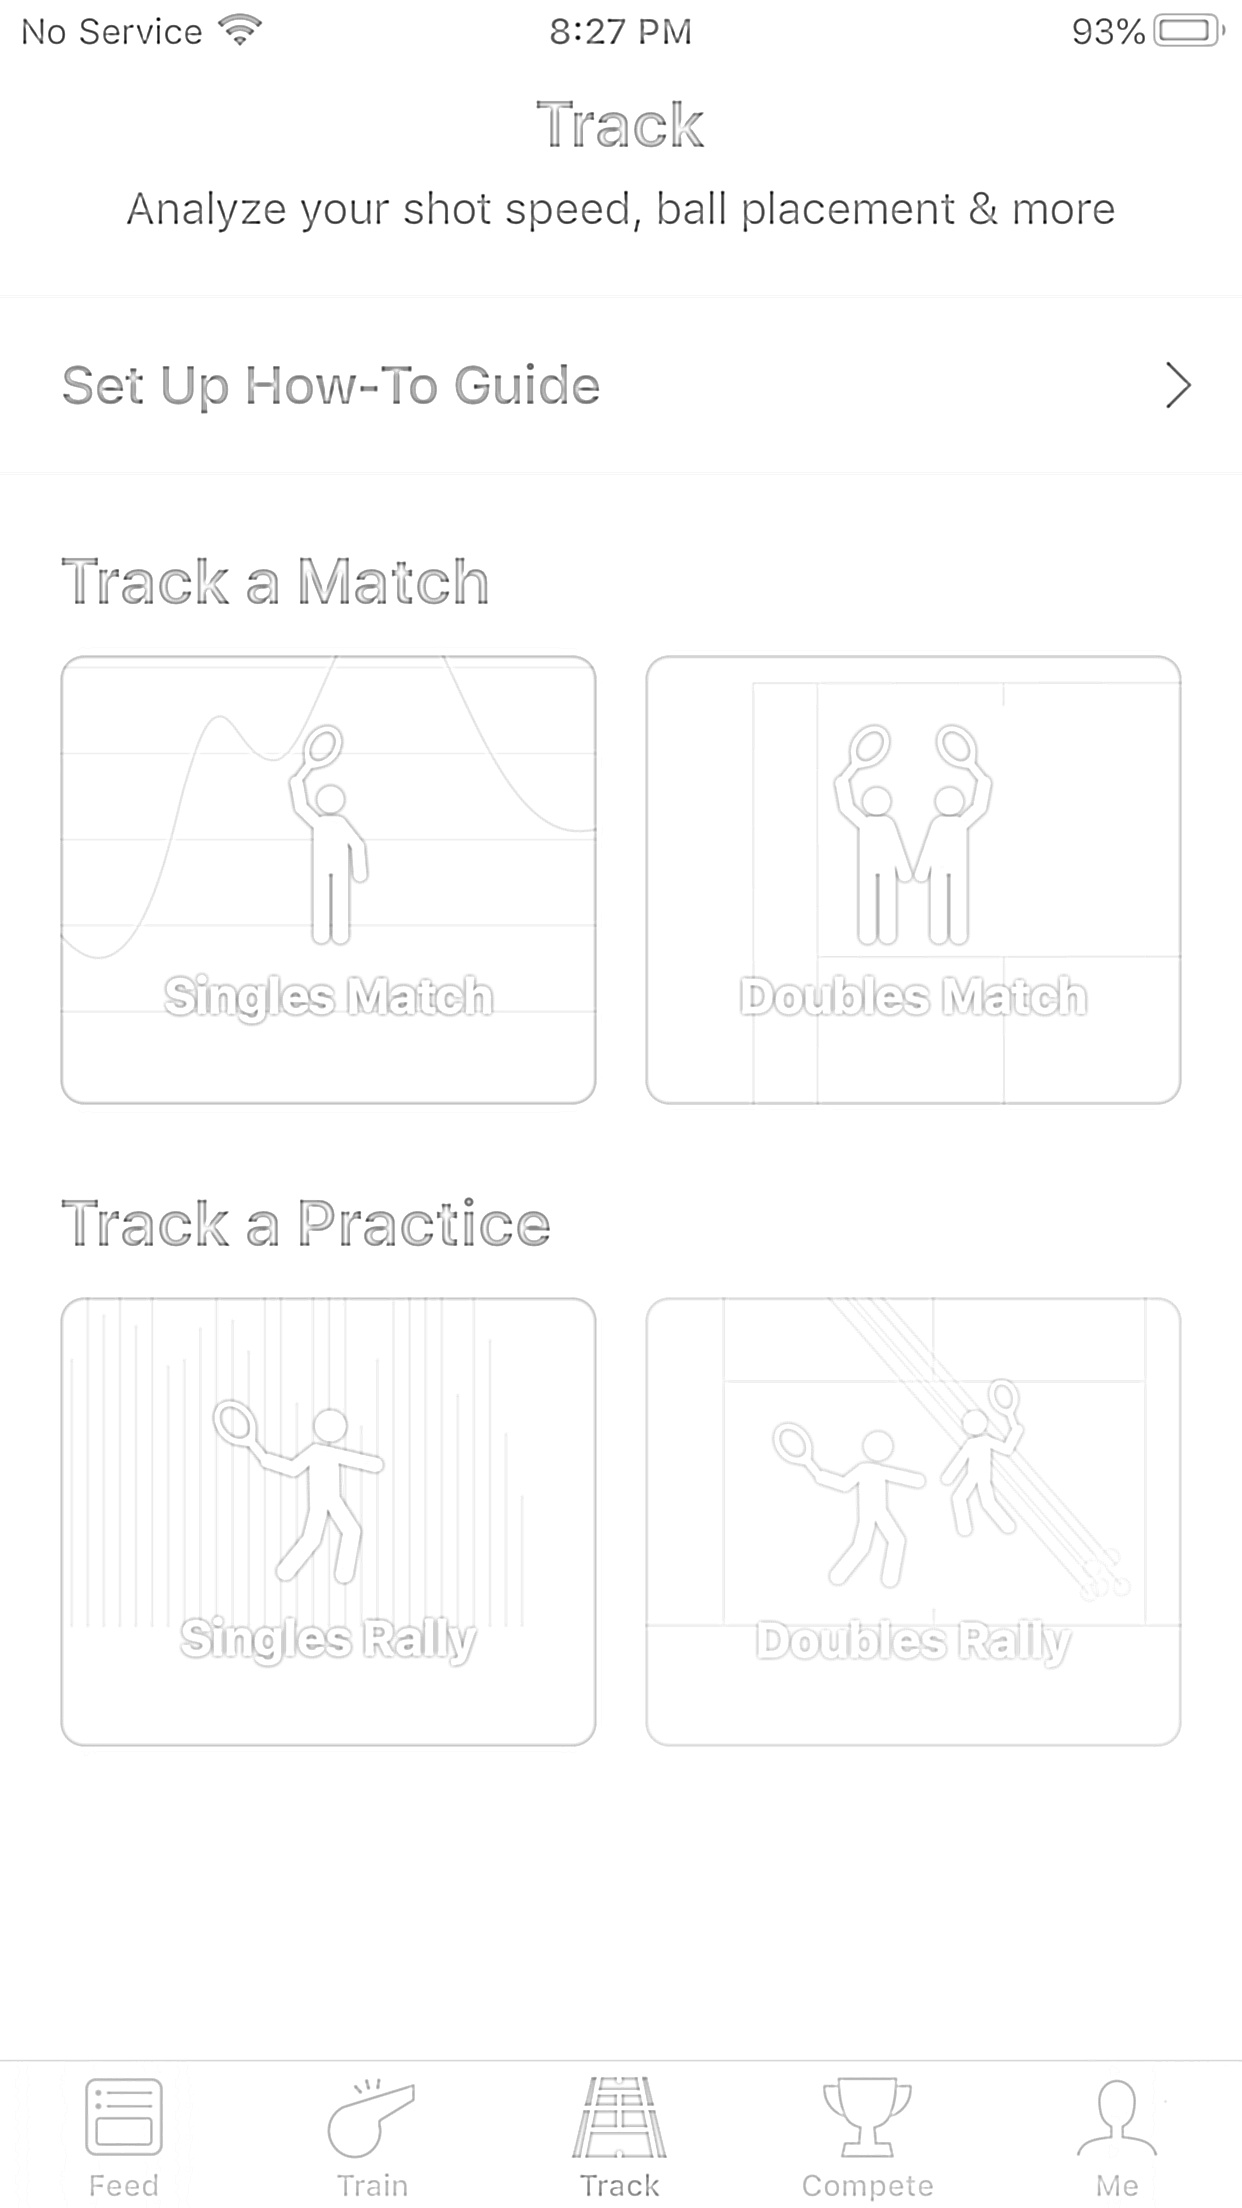 No Service 8:27 PM 93%
Track
Analyze your shot speed, ball placement & more
Set Up How-To Guide
Track a Match
Singles Match Doubles Match
Track a Practice
Singles Rally Doubles Rally
Feed Train Track Compete Me